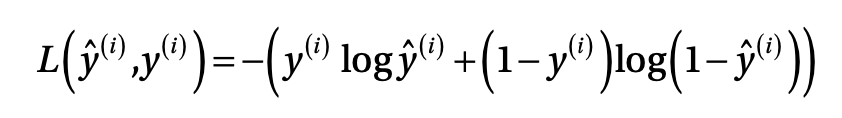 L(ŷ⁽ⁱ⁾,y⁽ⁱ⁾)=−(y⁽ⁱ⁾ log ŷ⁽ⁱ⁾+(1−y⁽ⁱ⁾)log(1−ŷ⁽ⁱ⁾))